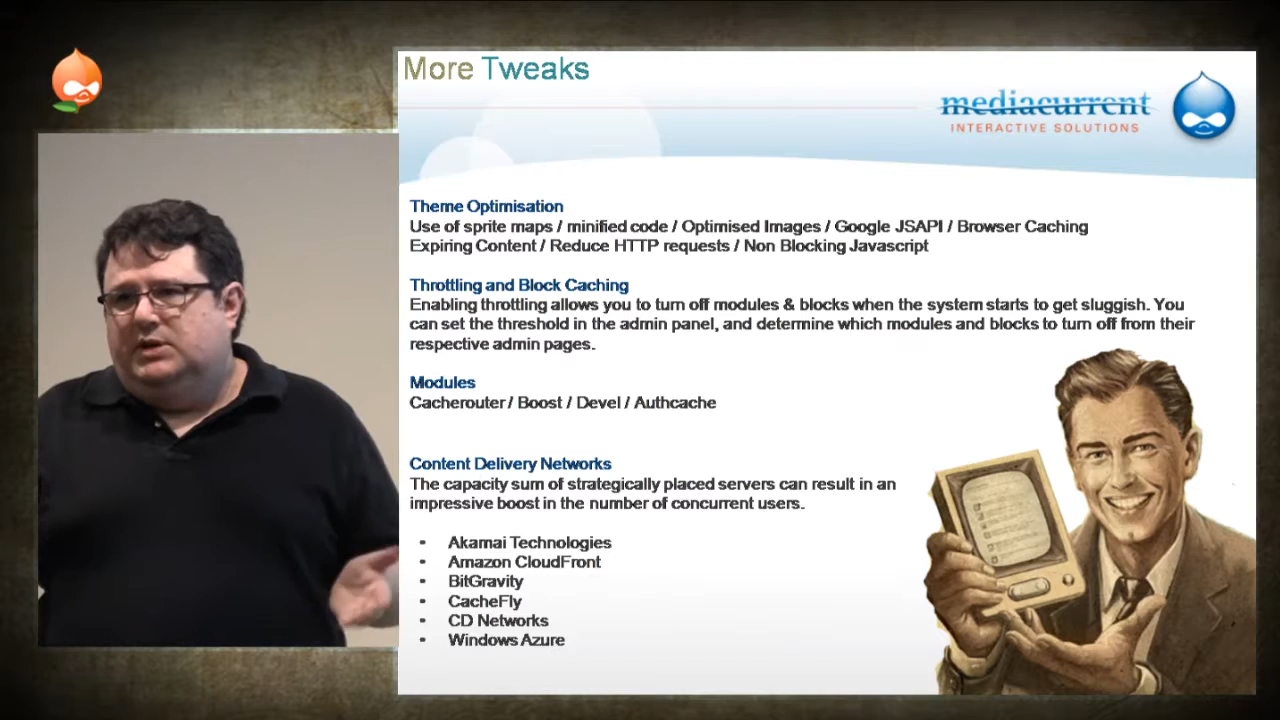 More Tweaks
mediacurrent
INTERACTIVE SOLUTIONS
Theme Optimisation
Use of sprite maps / minified code / Optimised Images / Google JSAPI / Browser Caching
Expiring Content / Reduce HTTP requests / Non Blocking Javascript
Throttling and Block Caching
Enabling throttling allows you to turn off modules & blocks when the system starts to get sluggish. You
can set the threshold in the admin panel, and determine which modules and blocks to turn off from their
respective admin pages.
Modules
Cacherouter / Boost / Devel / Authcache
Content Delivery Networks
The capacity sum of strategically placed servers can result in an
impressive boost in the number of concurrent users.
• Akamai Technologies
• Amazon CloudFront
• BitGravity
• CacheFly
• CD Networks
• Windows Azure